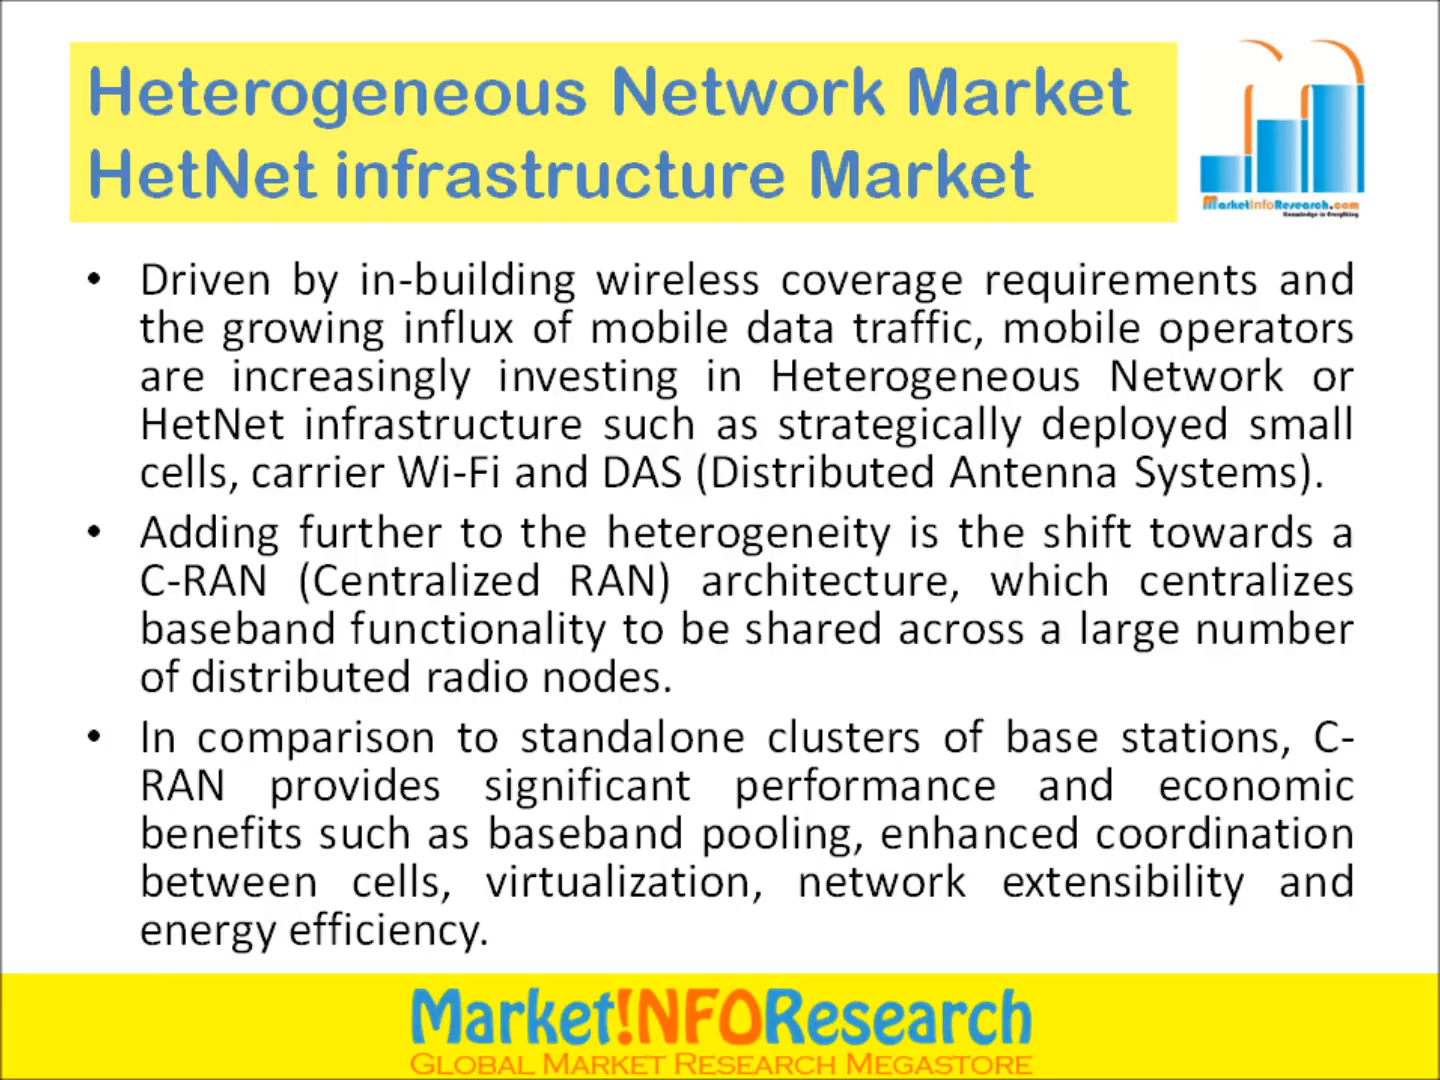 Heterogeneous Network Market
HetNet infrastructure Market
MarketInfoResearch.com
Knowledge is Everything
• Driven by in-building wireless coverage requirements and
the growing influx of mobile data traffic, mobile operators
are increasingly investing in Heterogeneous Network or
HetNet infrastructure such as strategically deployed small
cells, carrier Wi-Fi and DAS (Distributed Antenna Systems).
• Adding further to the heterogeneity is the shift towards a
C-RAN (Centralized RAN) architecture, which centralizes
baseband functionality to be shared across a large number
of distributed radio nodes.
• In comparison to standalone clusters of base stations, C-
RAN provides significant performance and economic
benefits such as baseband pooling, enhanced coordination
between cells, virtualization, network extensibility and
energy efficiency.
Market!NFOResearch
Global Market Research Megastore